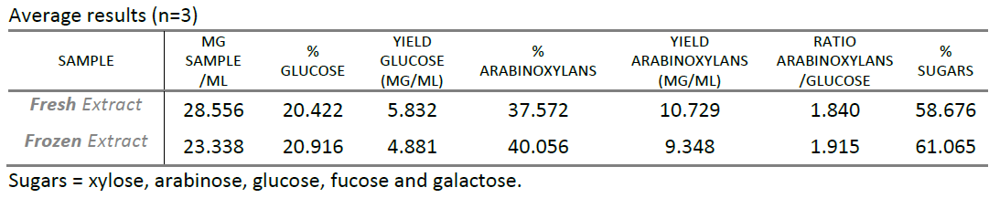 Average results (n=3)
SAMPLE MG SAMPLE /ML % GLUCOSE YIELD GLUCOSE (MG/ML) % ARABINOXYLANS YIELD ARABINOXYLANS (MG/ML) RATIO ARABINOXYLANS /GLUCOSE % SUGARS
Fresh Extract 28.556 20.422 5.832 37.572 10.729 1.840 58.676
Frozen Extract 23.338 20.916 4.881 40.056 9.348 1.915 61.065
Sugars = xylose, arabinose, glucose, fucose and galactose.